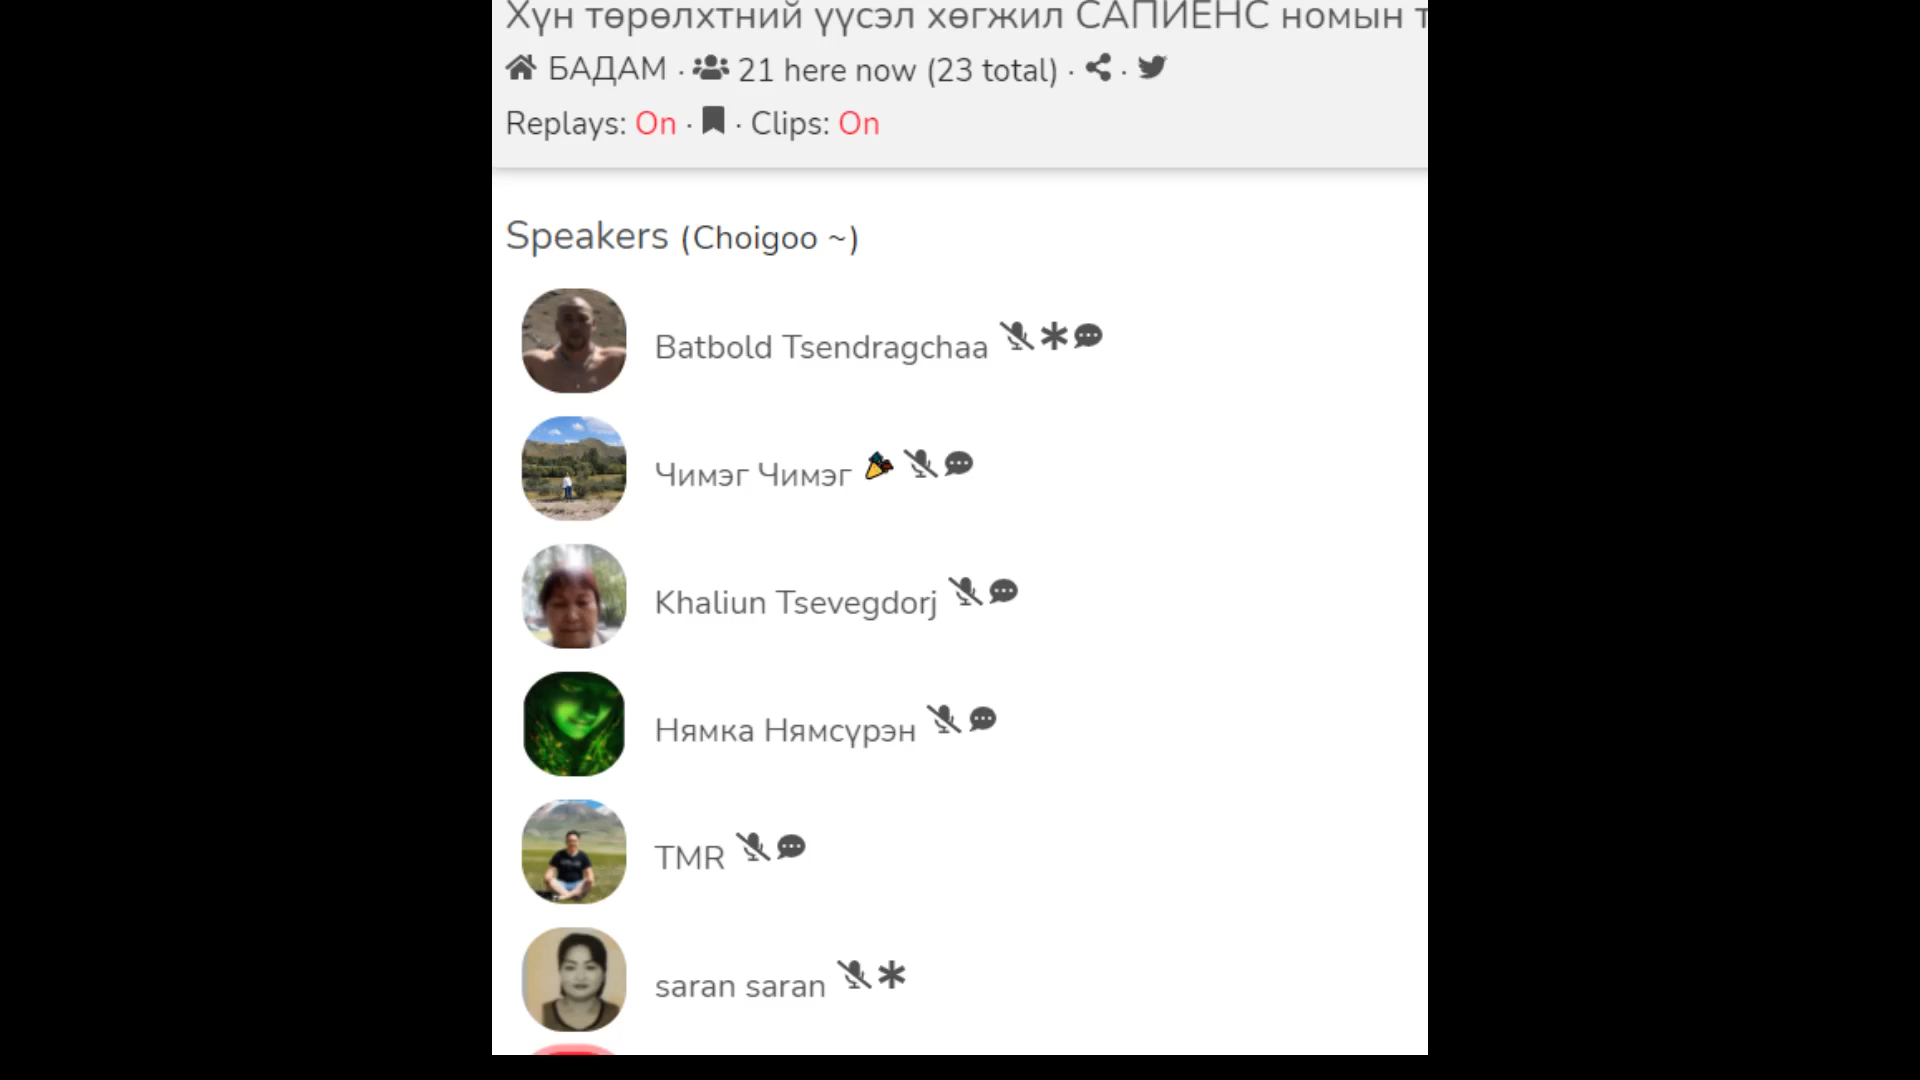 Хүн төрөлхтний үүсэл хөгжил САПИЕНС номын
БАДАМ · 21 here now (23 total) · ·
Replays: On · · Clips: On
Speakers (Choigoo ~)
Batbold Tsendragchaa
Чимэг Чимэг
Khaliun Tsevegdorj
Нямка Нямсүрэн
TMR
saran saran